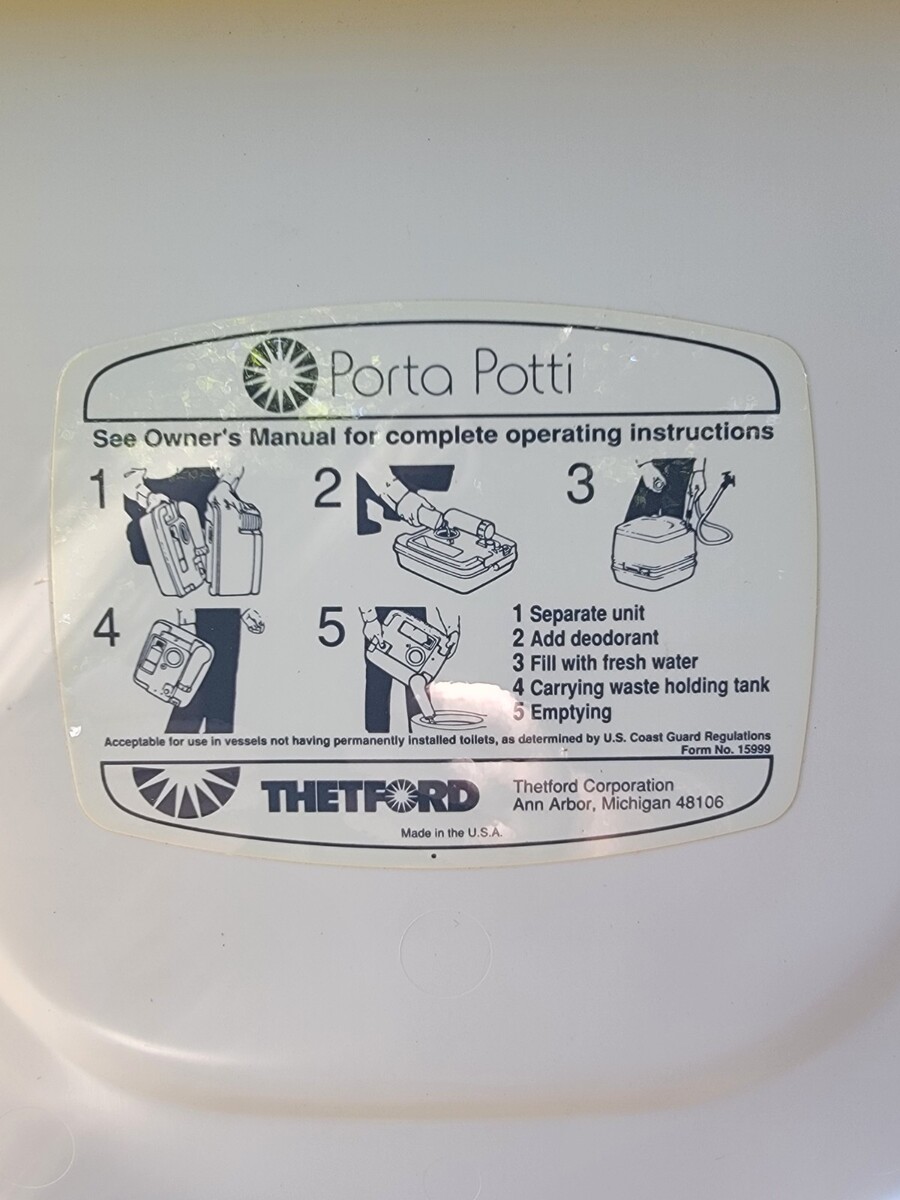 Porta Potti
See Owner's Manual for complete operating instructions
1
2
3
4
5
1 Separate unit
2 Add deodorant
3 Fill with fresh water
4 Carrying waste holding tank
5 Emptying
Acceptable for use in vessels not having permanently installed toilets, as determined by U.S. Coast Guard Regulations
Form No. 15999
THETFORD
Thetford Corporation
Ann Arbor, Michigan 48106
Made in the U.S.A.